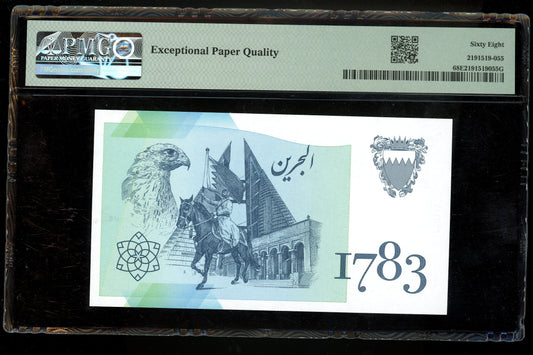 PMG
PAPER MONEY GUARANTY
Exceptional Paper Quality
Sixty Eight
2191519-055
68E2191519055G
البحرين
1783